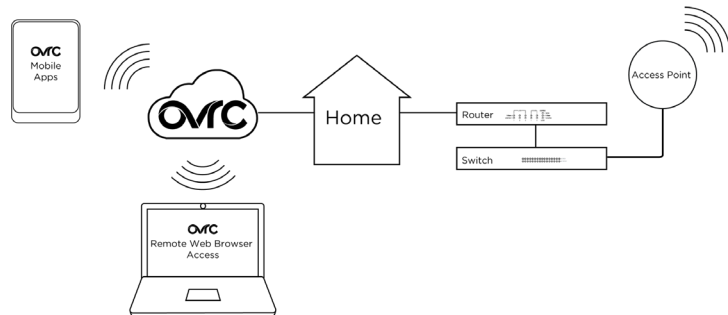 OVrC
Mobile
Apps
OVrC
Home
Router
Switch
Access Point
OVrC
Remote Web Browser
Access